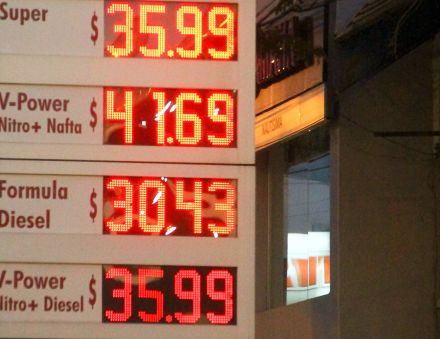 Super $ 35.99
V-Power
Nitro+ Nafta $ 41.69
Formula
Diesel $ 30.43
V-Power
Nitro+ Diesel $ 35.99